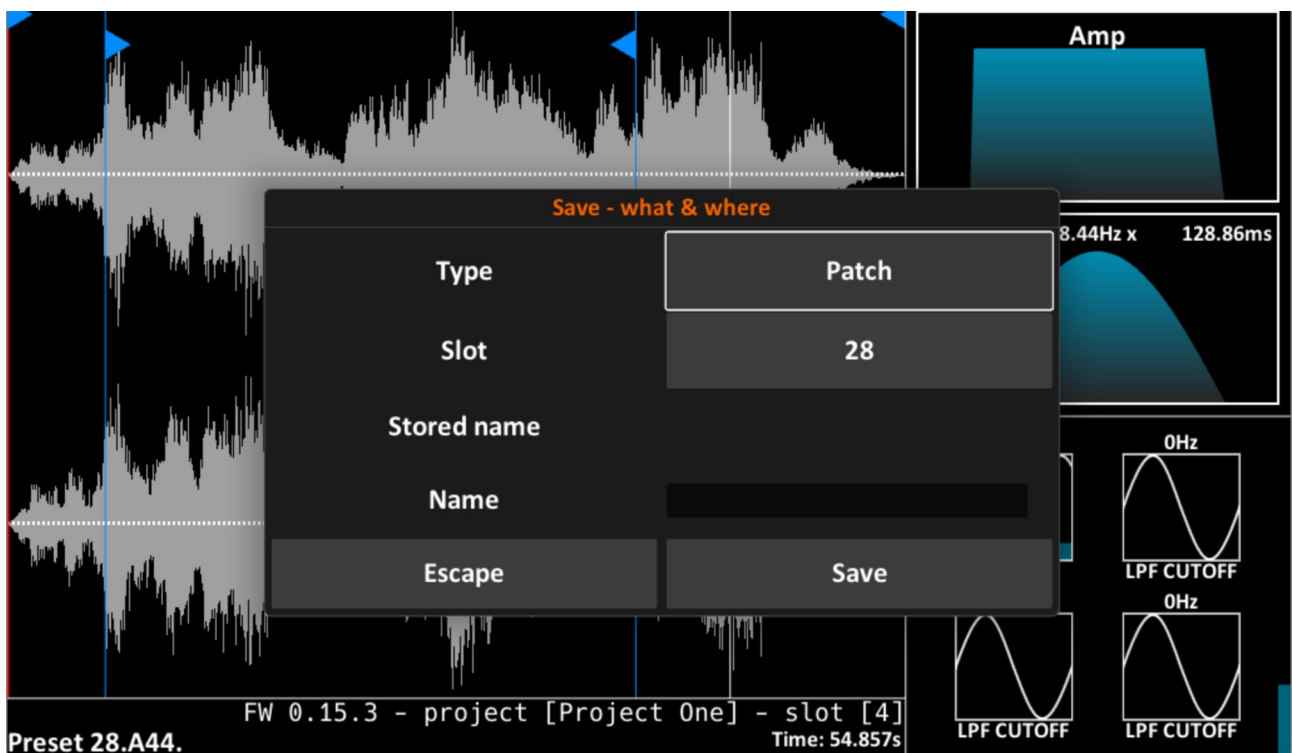 Amp
Save - what & where
8.44Hz x 128.86ms
Type Patch
Slot 28
Stored name
Name
Escape Save
0Hz
LPF CUTOFF
0Hz
LPF CUTOFF LPF CUTOFF
FW 0.15.3 - project [Project One] - slot [4]
Preset 28.A44. Time: 54.857s